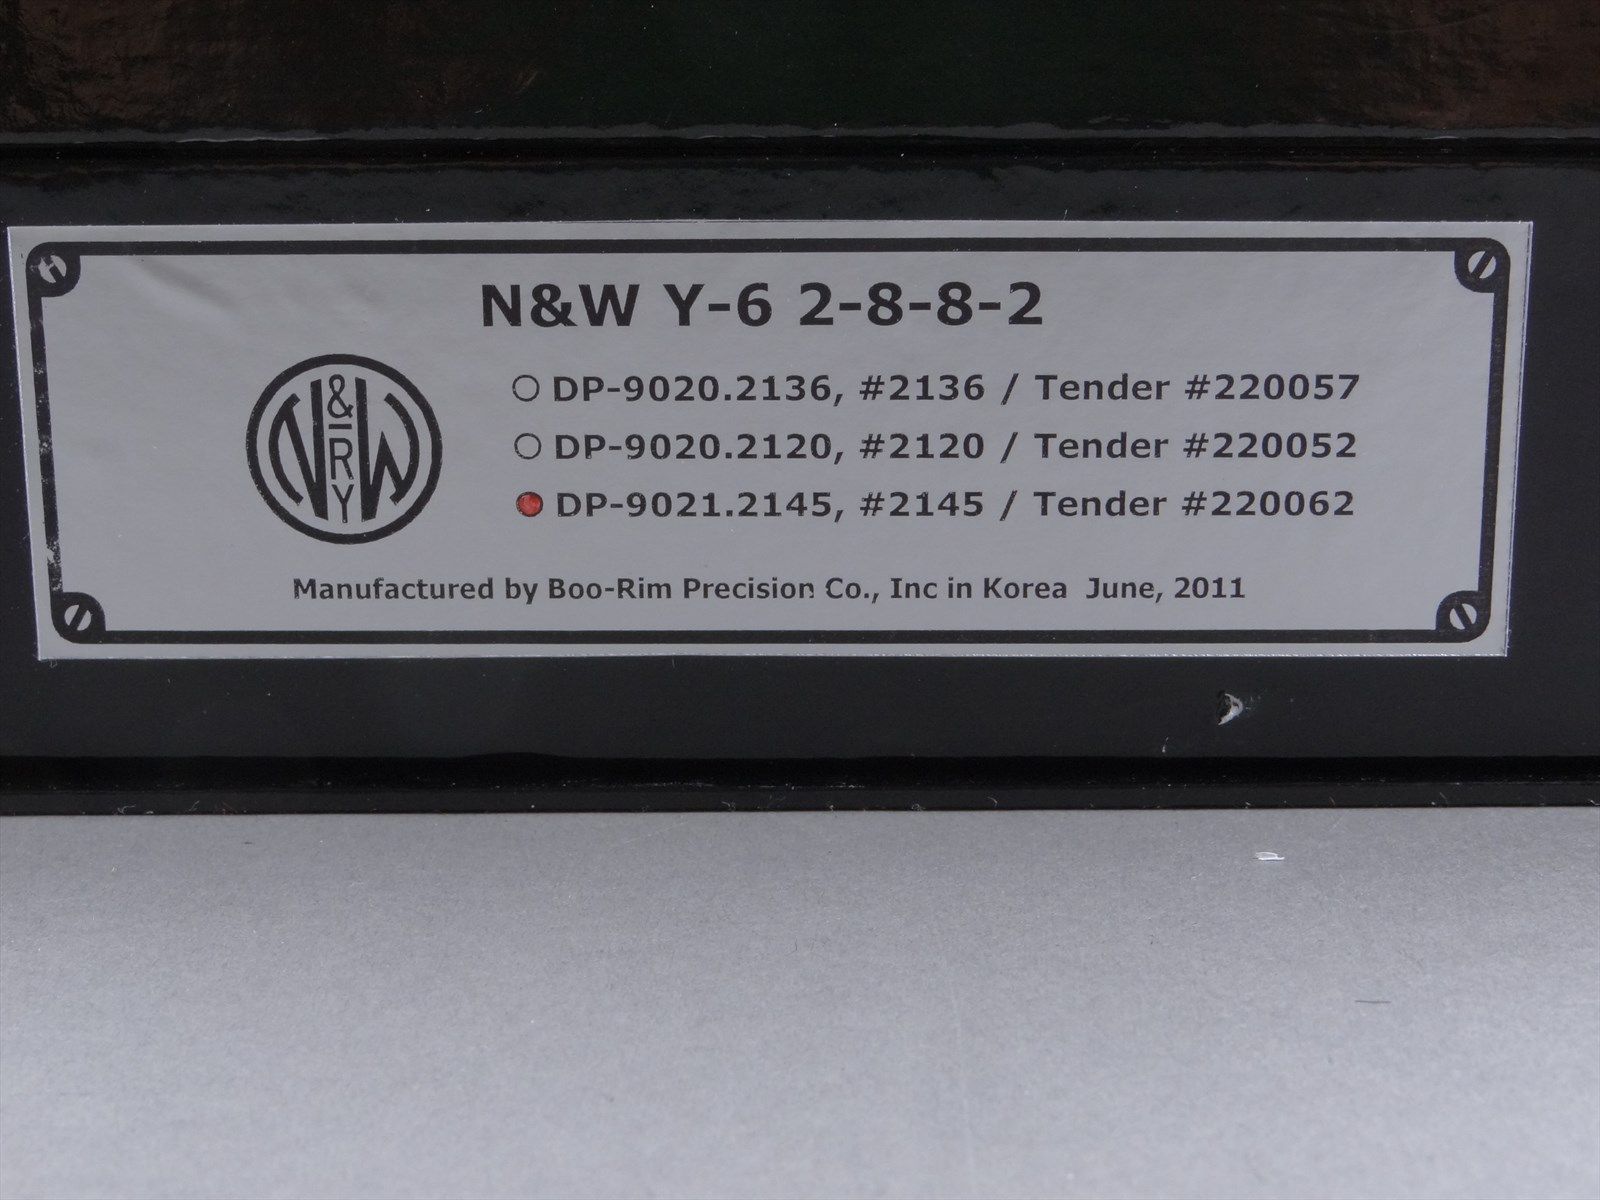 N&W Y-6 2-8-8-2
N&W
RY
DP-9020.2136, #2136 / Tender #220057
DP-9020.2120, #2120 / Tender #220052
DP-9021.2145, #2145 / Tender #220062
Manufactured by Boo-Rim Precision Co., Inc in Korea June, 2011